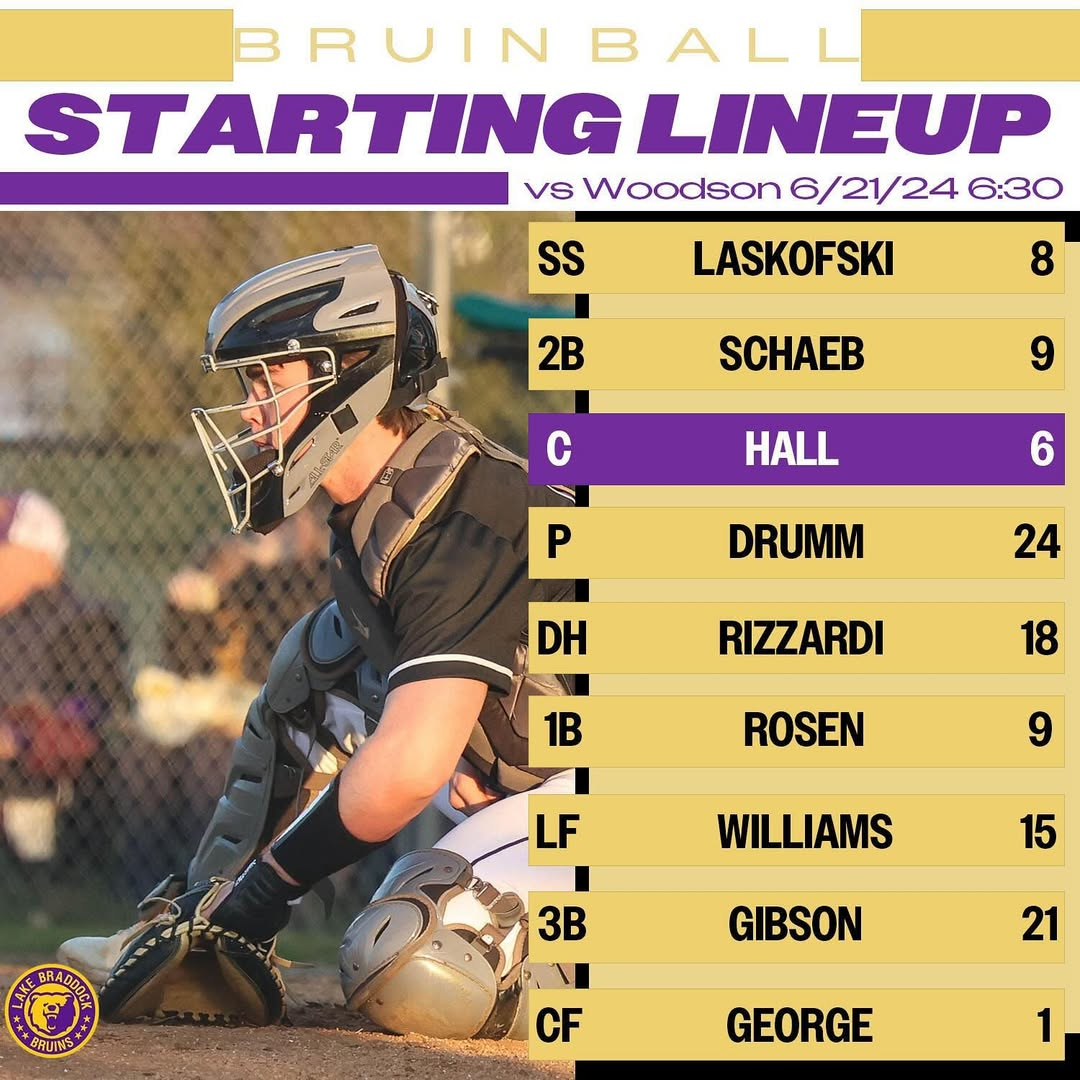 BRUIN BALL
STARTING LINEUP
vs Woodson 6/21/24 6:30
SS LASKOFSKI 8
2B SCHAEB 9
C HALL 6
P DRUMM 24
DH RIZZARDI 18
1B ROSEN 9
LF WILLIAMS 15
3B GIBSON 21
CF GEORGE 1
ALL-STAR
LAKE BRADDOCK
BRUINS